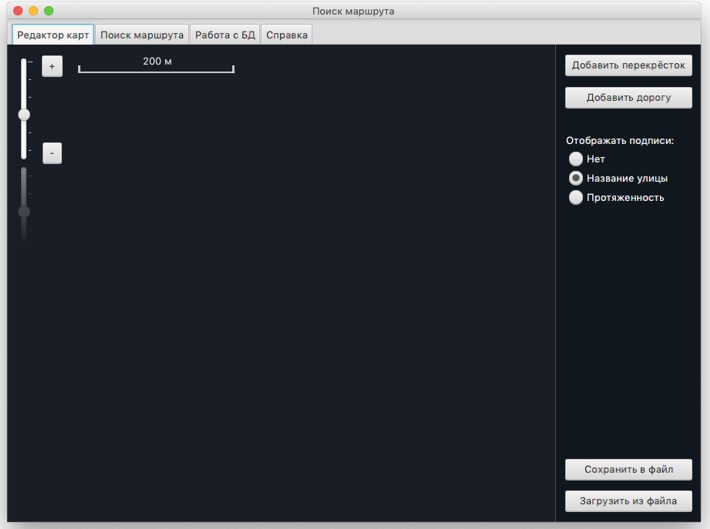 Поиск маршрута
Редактор карт
Поиск маршрута
Работа с БД
Справка
+
200 м
-
Добавить перекрёсток
Добавить дорогу
Отображать подписи:
Нет
Название улицы
Протяженность
Сохранить в файл
Загрузить из файла